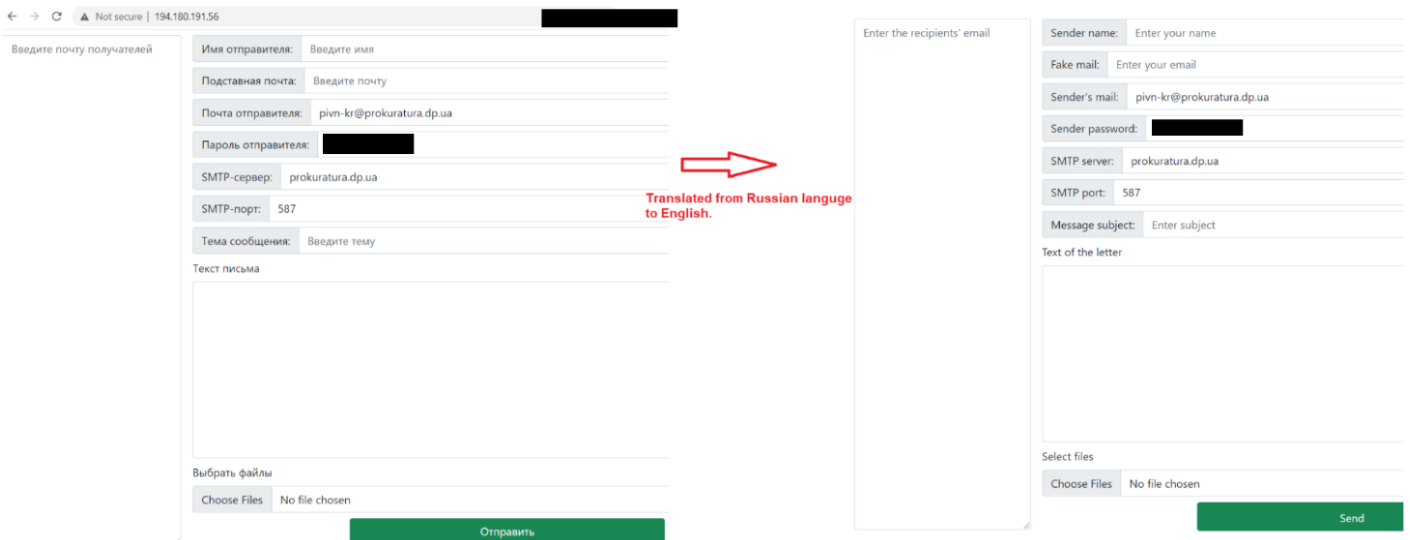 Not secure | 194.180.191.56
Введите почту получателей
Имя отправителя: Введите имя
Подставная почта: Введите почту
Почта отправителя: pivn-kr@prokuratura.dp.ua
Пароль отправителя:
SMTP-сервер: prokuratura.dp.ua
SMTP-порт: 587
Тема сообщения: Введите тему
Текст письма
Выбрать файлы
Choose Files No file chosen
Отправить
Translated from Russian languge
to English.
Enter the recipients' email
Sender name: Enter your name
Fake mail: Enter your email
Sender's mail: pivn-kr@prokuratura.dp.ua
Sender password:
SMTP server: prokuratura.dp.ua
SMTP port: 587
Message subject: Enter subject
Text of the letter
Select files
Choose Files No file chosen
Send